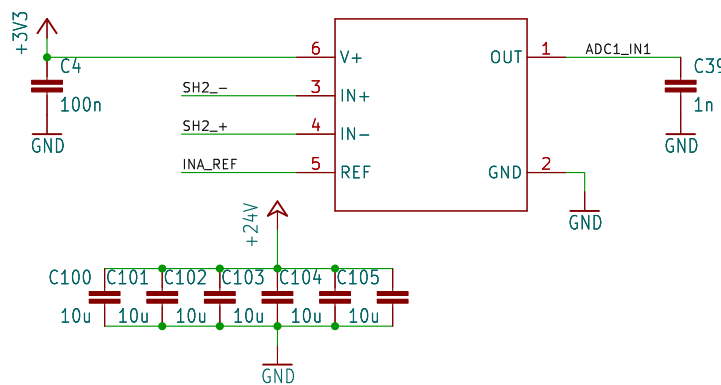 +3V3
C4
100n
GND
6
V+
SH2_-
3
IN+
SH2_+
4
IN-
INA_REF
5
REF
OUT
1
ADC1_IN1
C39
1n
GND
GND
2
GND
+24V
C100 C101 C102 C103 C104 C105
10u 10u 10u 10u 10u 10u
GND